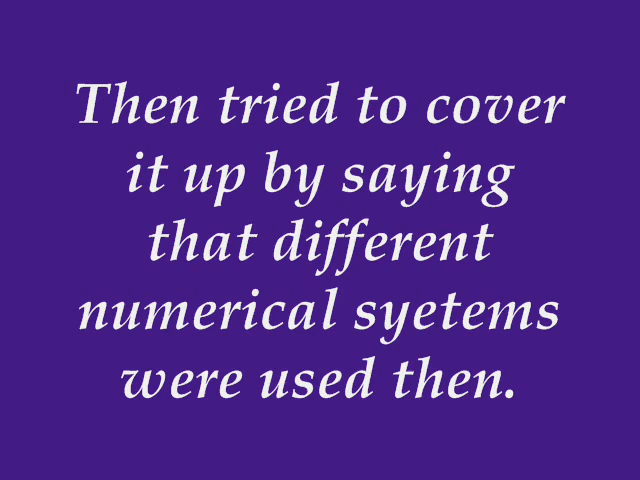 Then tried to cover
it up by saying
that different
numerical syetems
were used then.